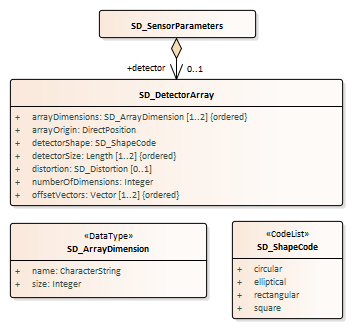 SD_SensorParameters
+detector 0..1
SD_DetectorArray
+ arrayDimensions: SD_ArrayDimension [1..2] {ordered}
+ arrayOrigin: DirectPosition
+ detectorShape: SD_ShapeCode
+ detectorSize: Length [1..2] {ordered}
+ distortion: SD_Distortion [0..1]
+ numberOfDimensions: Integer
+ offsetVectors: Vector [1..2] {ordered}
«DataType»
SD_ArrayDimension
+ name: CharacterString
+ size: Integer
«CodeList»
SD_ShapeCode
+ circular
+ elliptical
+ rectangular
+ square